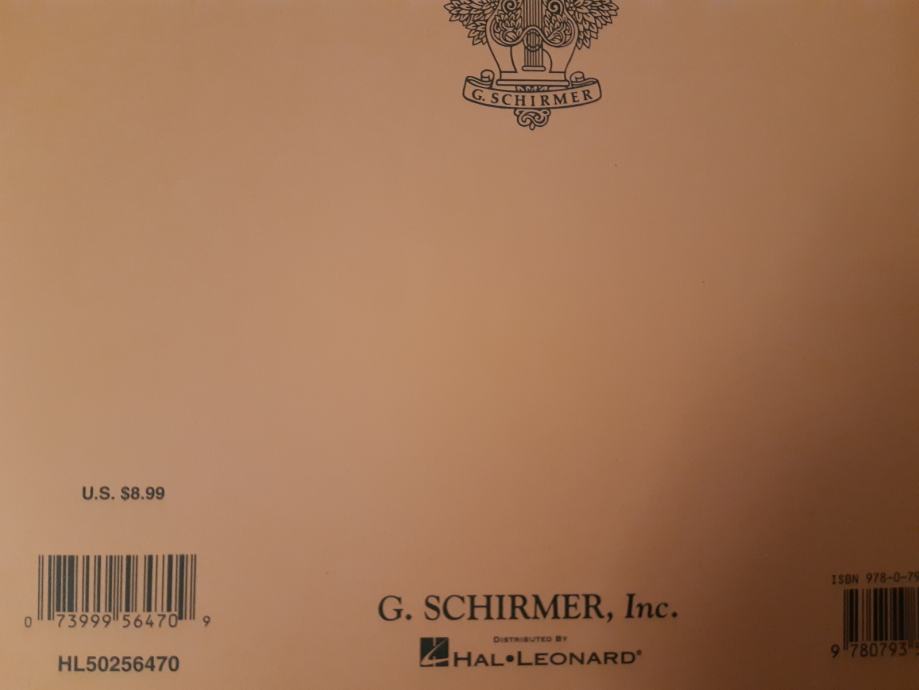 G. SCHIRMER
U.S. $8.99
0 73999 56470 9
HL50256470
G. SCHIRMER, Inc.
DISTRIBUTED BY
HAL•LEONARD®
ISBN 978-0-79
9 780793